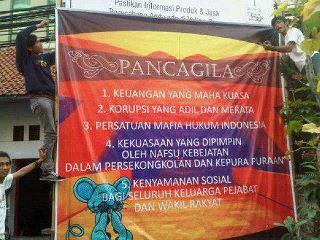 Pastikan Informasi Produk & Jasa
PANCAGILA
1. KEUANGAN YANG MAHA KUASA
2. KORUPSI YANG ADIL DAN MERATA
3. PERSATUAN MAFIA HUKUM INDONESIA
4. KEKUASAAN YANG DIPIMPIN
OLEH NAFSU KEBEJATAN
DALAM PERSEKONGKOLAN DAN KEPURA PURAAN
5. KENYAMANAN SOSIAL
BAGI SELURUH KELUARGA PEJABAT
DAN WAKIL RAKYAT